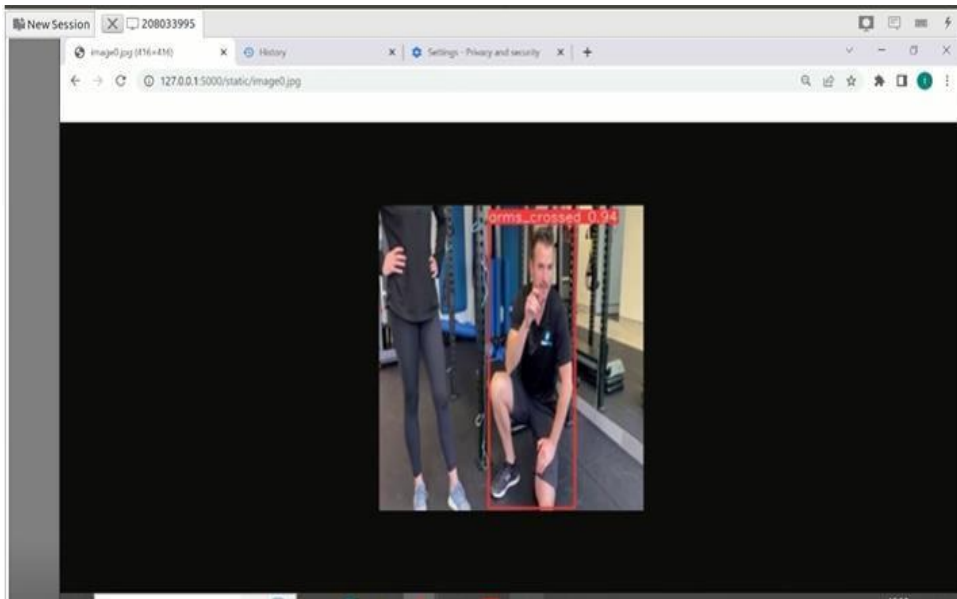 New Session
208033995
image0.jpg (416×416)
History
Settings - Privacy and security
127.0.0.1:5000/static/image0.jpg
arms_crossed 0.94